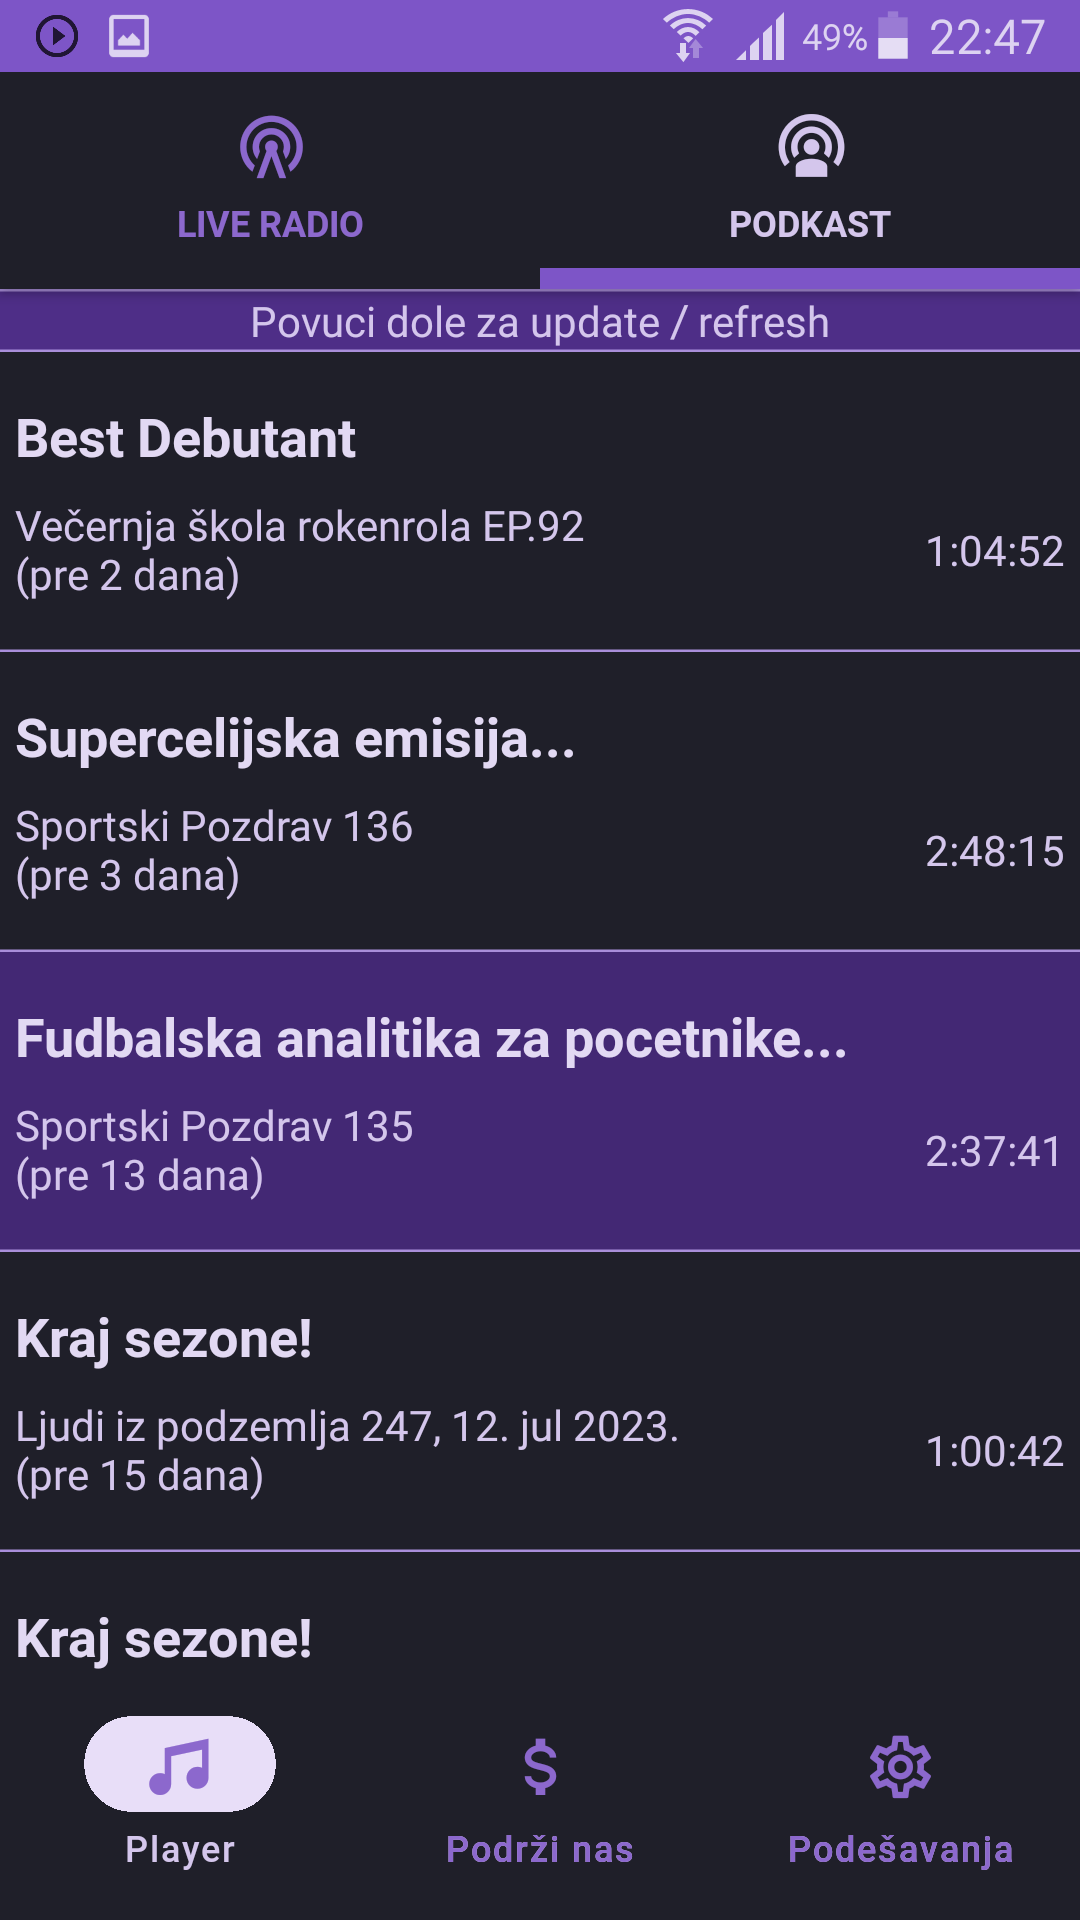 49% 22:47
LIVE RADIO PODKAST
Povuci dole za update / refresh
Best Debutant
Večernja škola rokenrola EP.92
(pre 2 dana)
1:04:52
Supercelijska emisija...
Sportski Pozdrav 136
(pre 3 dana)
2:48:15
Fudbalska analitika za pocetnike...
Sportski Pozdrav 135
(pre 13 dana)
2:37:41
Kraj sezone!
Ljudi iz podzemlja 247, 12. jul 2023.
(pre 15 dana)
1:00:42
Kraj sezone!
Player Podrži nas Podešavanja